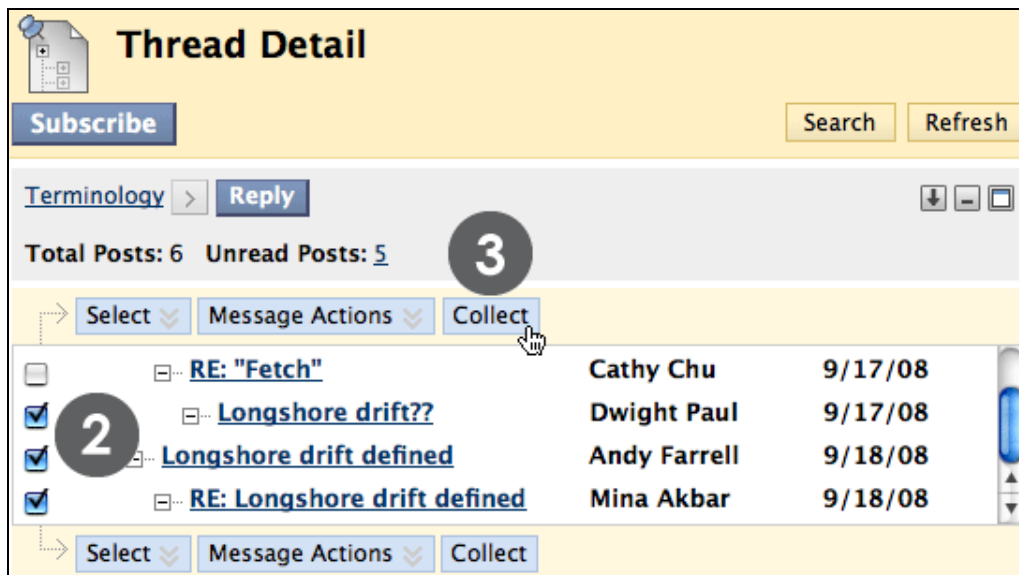 Thread Detail
Subscribe Search Refresh
Terminology > Reply
Total Posts: 6 Unread Posts: 5
3
Select Message Actions Collect
RE: "Fetch" Cathy Chu 9/17/08
Longshore drift?? Dwight Paul 9/17/08
2
Longshore drift defined Andy Farrell 9/18/08
RE: Longshore drift defined Mina Akbar 9/18/08
Select Message Actions Collect